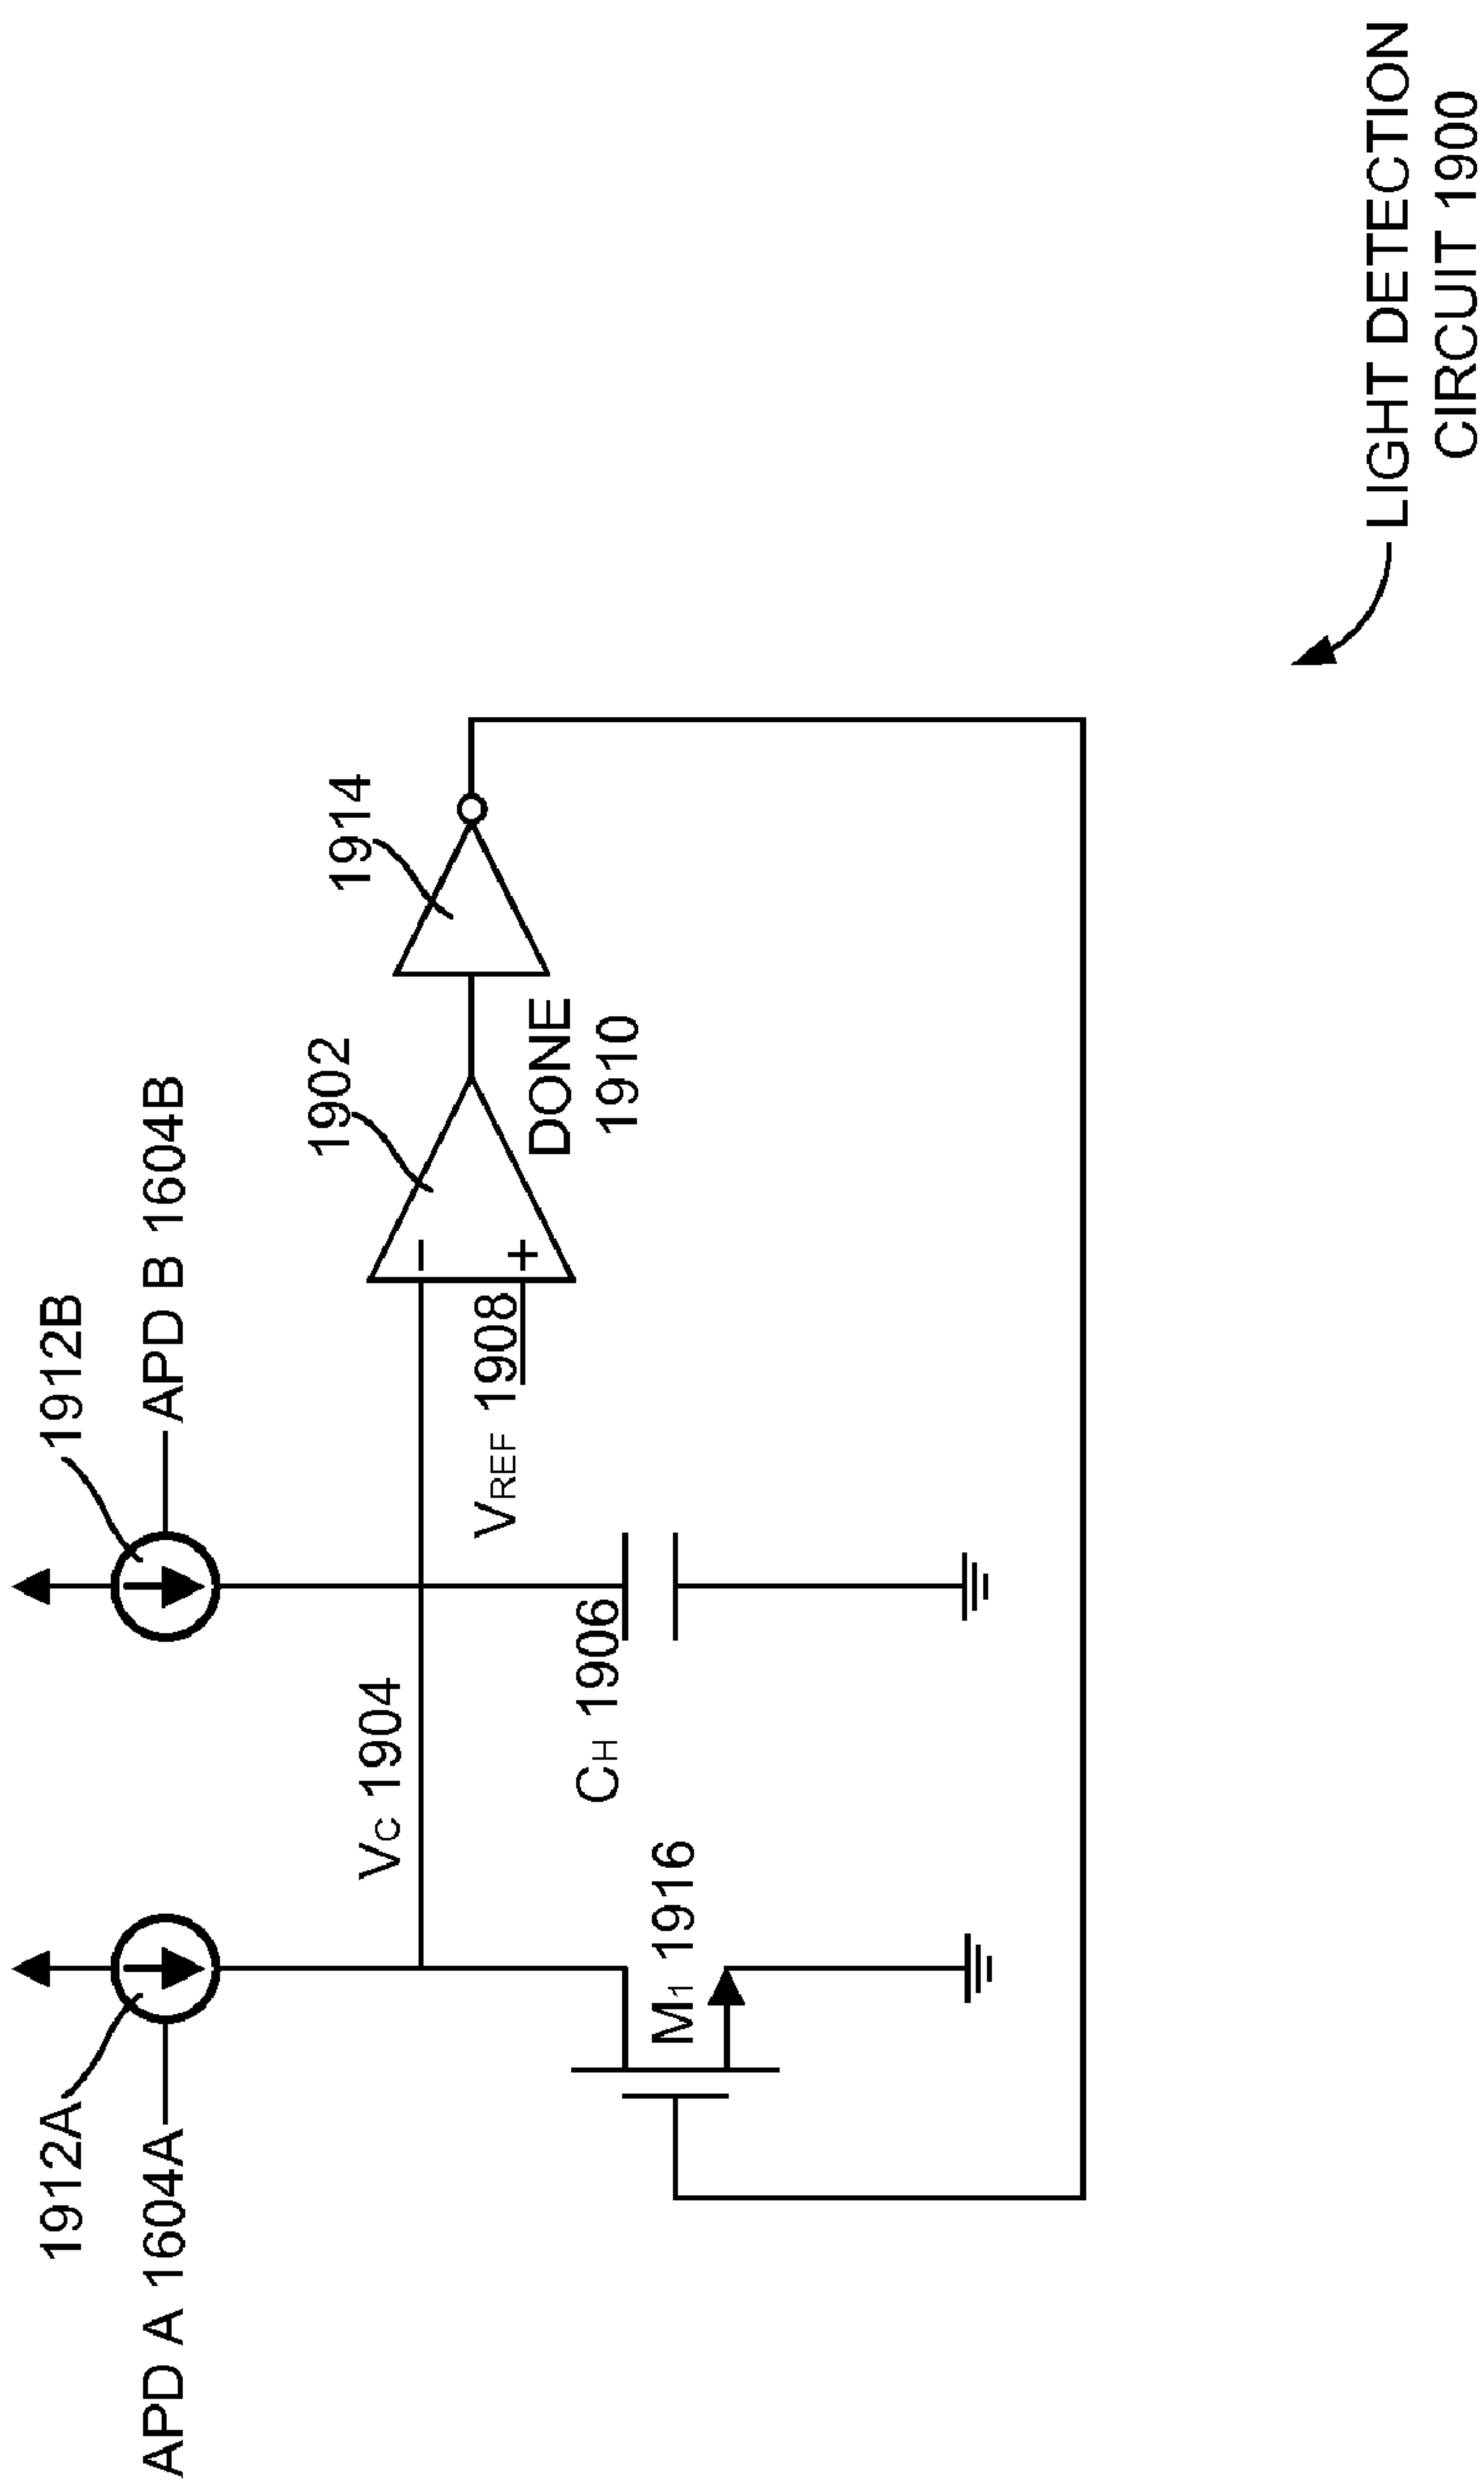 1912A
APD A 1604A
1912B
APD B 1604B
VC 1904
1902
1914
VREF 1908
DONE
1910
CH 1906
M1 1916
LIGHT DETECTION
CIRCUIT 1900
−
+